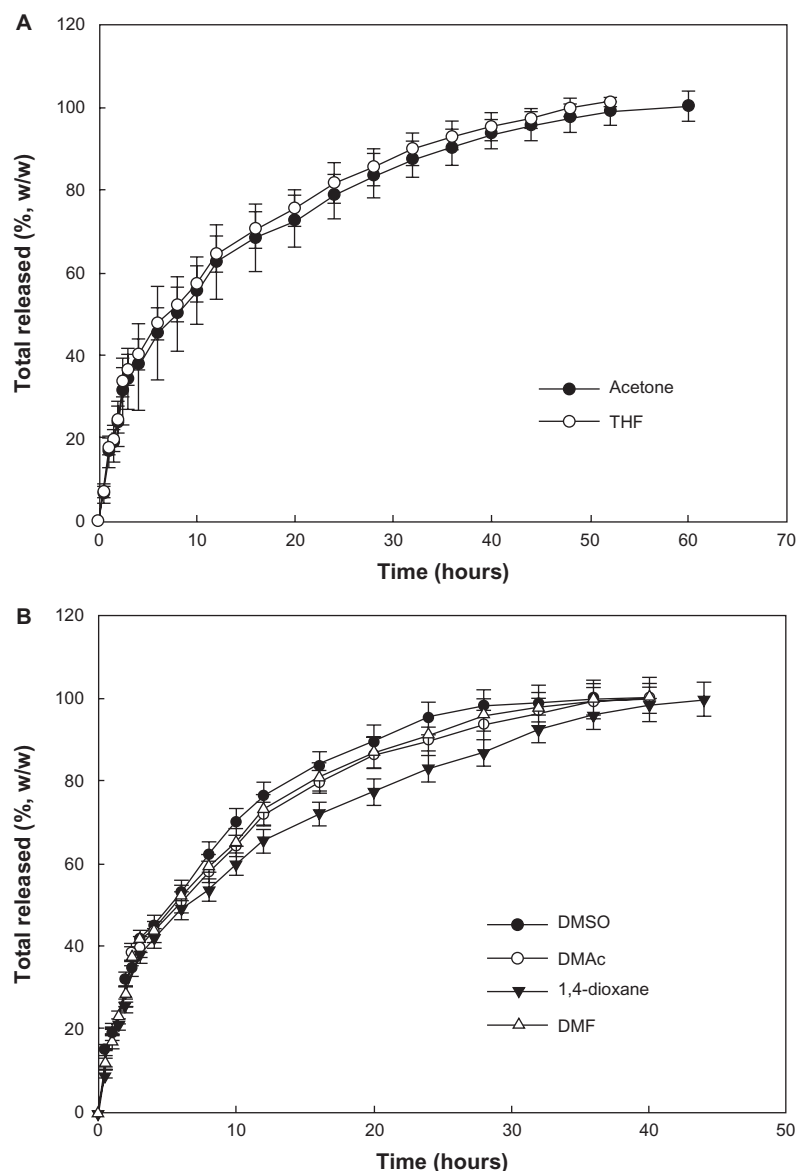 A
Total released (%, w/w)
120
100
80
60
40
20
0
Acetone
THF
0 10 20 30 40 50 60 70
Time (hours)
B
Total released (%, w/w)
120
100
80
60
40
20
0
DMSO
DMAc
1,4-dioxane
DMF
0 10 20 30 40 50
Time (hours)